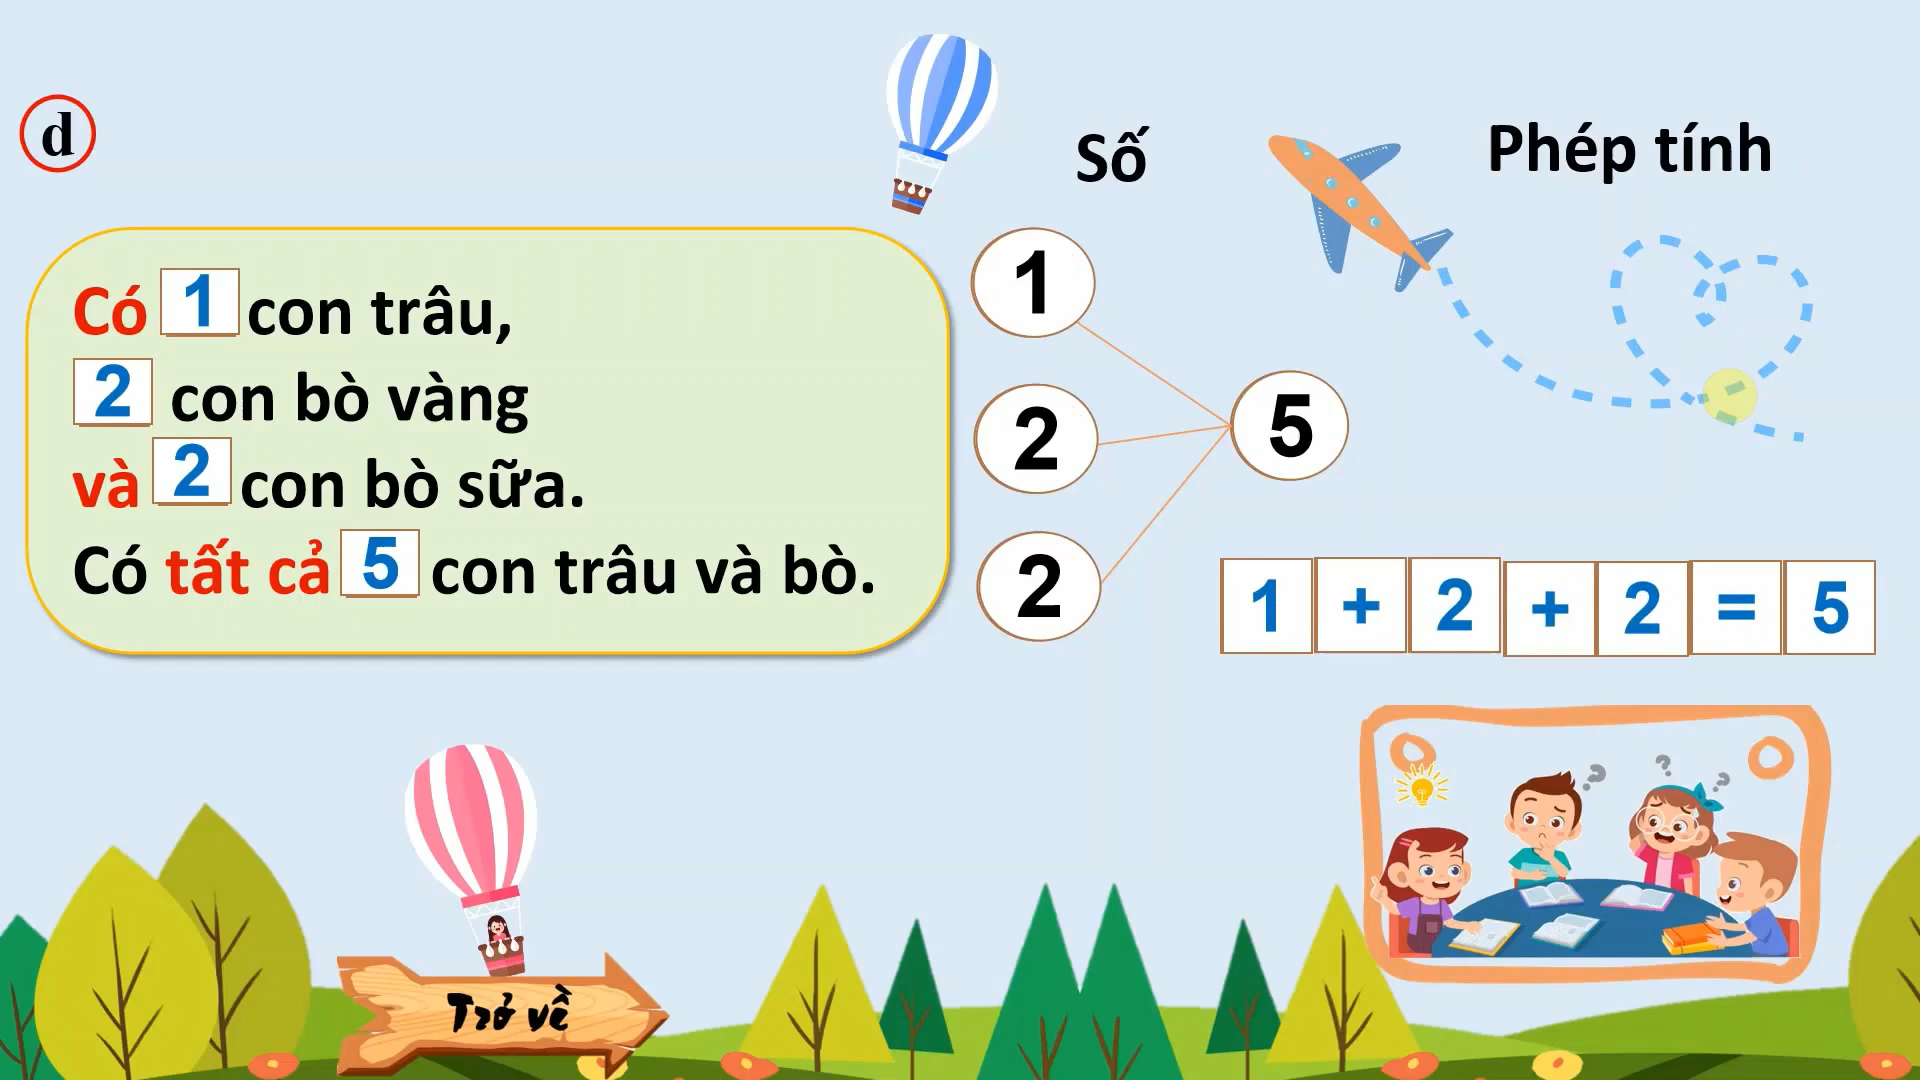 d
Số
Phép tính
Có 1 con trâu,
2 con bò vàng
và 2 con bò sữa.
Có tất cả 5 con trâu và bò.
1
2
2
5
1 + 2 + 2 = 5
? ? ?
Trở về